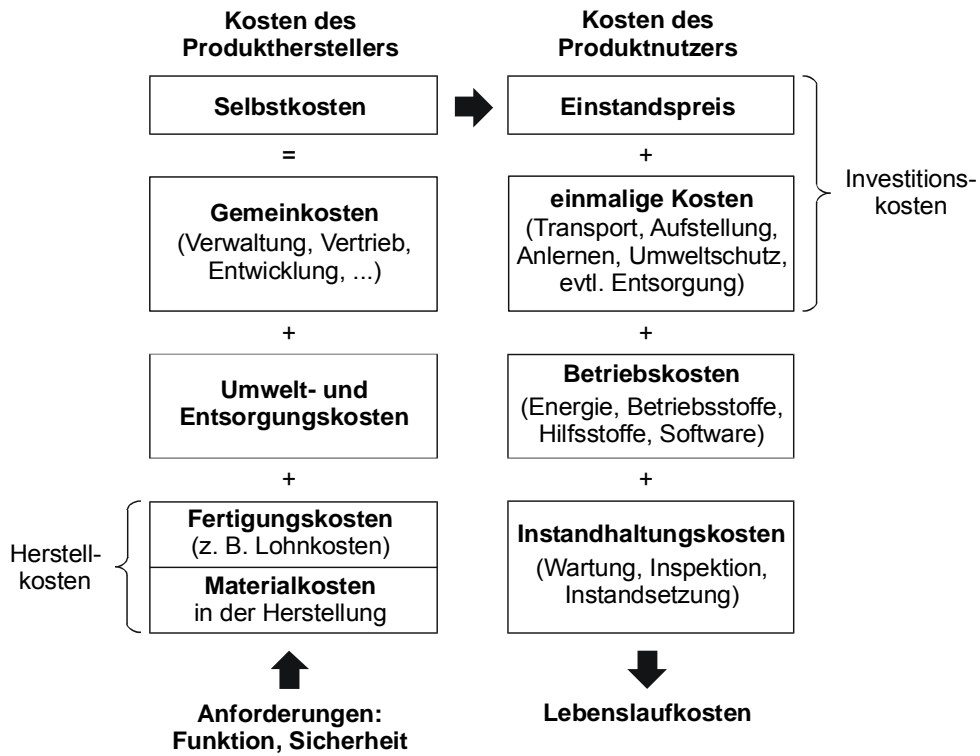 Kosten des
Produktherstellers
Selbstkosten
=
Gemeinkosten
(Verwaltung, Vertrieb,
Entwicklung, ...)
+
Umwelt- und
Entsorgungskosten
+
Herstell-
kosten
Fertigungskosten
(z. B. Lohnkosten)
Materialkosten
in der Herstellung
Anforderungen:
Funktion, Sicherheit
Kosten des
Produktnutzers
Einstandspreis
+
einmalige Kosten
(Transport, Aufstellung,
Anlernen, Umweltschutz,
evtl. Entsorgung)
Investitions-
kosten
+
Betriebskosten
(Energie, Betriebsstoffe,
Hilfsstoffe, Software)
+
Instandhaltungskosten
(Wartung, Inspektion,
Instandsetzung)
Lebenslaufkosten